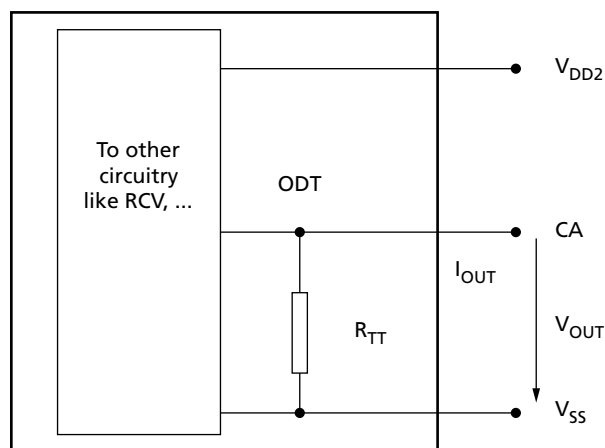 V_DD2
To other
circuitry
like RCV, ...
ODT
CA
I_OUT
R_TT
V_OUT
V_SS